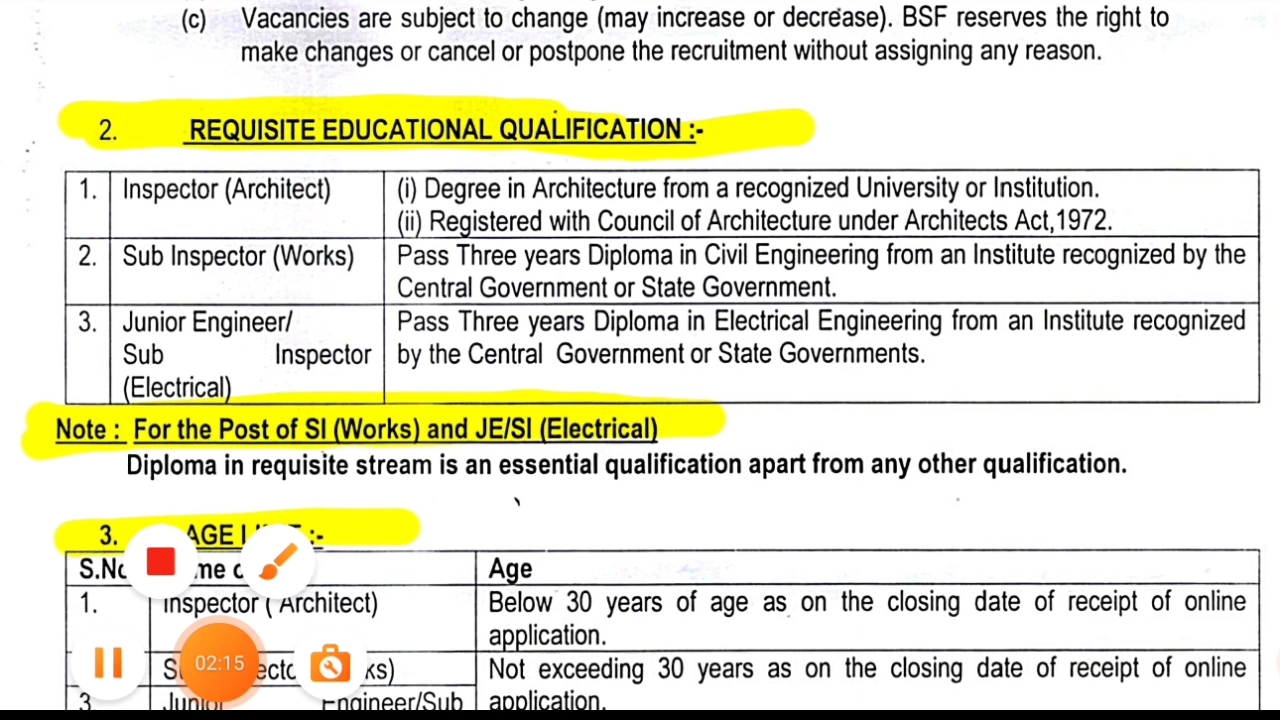 (c) Vacancies are subject to change (may increase or decrease). BSF reserves the right to
make changes or cancel or postpone the recruitment without assigning any reason.
2. REQUISITE EDUCATIONAL QUALIFICATION :-
1. Inspector (Architect) (i) Degree in Architecture from a recognized University or Institution.
(ii) Registered with Council of Architecture under Architects Act,1972.
2. Sub Inspector (Works) Pass Three years Diploma in Civil Engineering from an Institute recognized by the
Central Government or State Government.
3. Junior Engineer/ Pass Three years Diploma in Electrical Engineering from an Institute recognized
Sub Inspector by the Central Government or State Governments.
(Electrical)
Note : For the Post of SI (Works) and JE/SI (Electrical)
Diploma in requisite stream is an essential qualification apart from any other qualification.
3. AGE :-
Age
1. Inspector ( Architect) Below 30 years of age as on the closing date of receipt of online
application.
02:15 Not exceeding 30 years as on the closing date of receipt of online
3 Junior Engineer/Sub application.